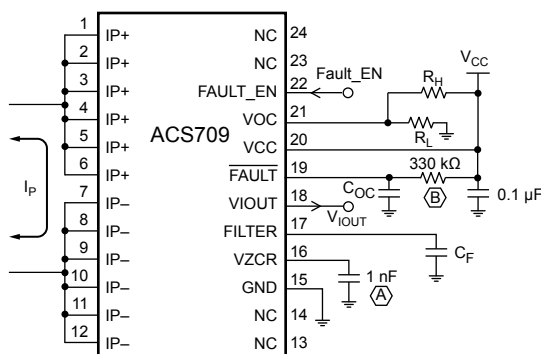 1 IP+ NC 24
2 IP+ NC 23
3 IP+ FAULT_EN 22 Fault_EN
4 IP+ VOC 21
5 IP+ VCC 20
6 IP+ FAULT 19
7 IP– VIOUT 18
8 IP– FILTER 17
9 IP– VZCR 16
10 IP– GND 15
11 IP– NC 14
12 IP– NC 13
ACS709
IP
VCC
RH
RL
330 kΩ
B
COC
0.1 µF
VIOUT
CF
1 nF
A